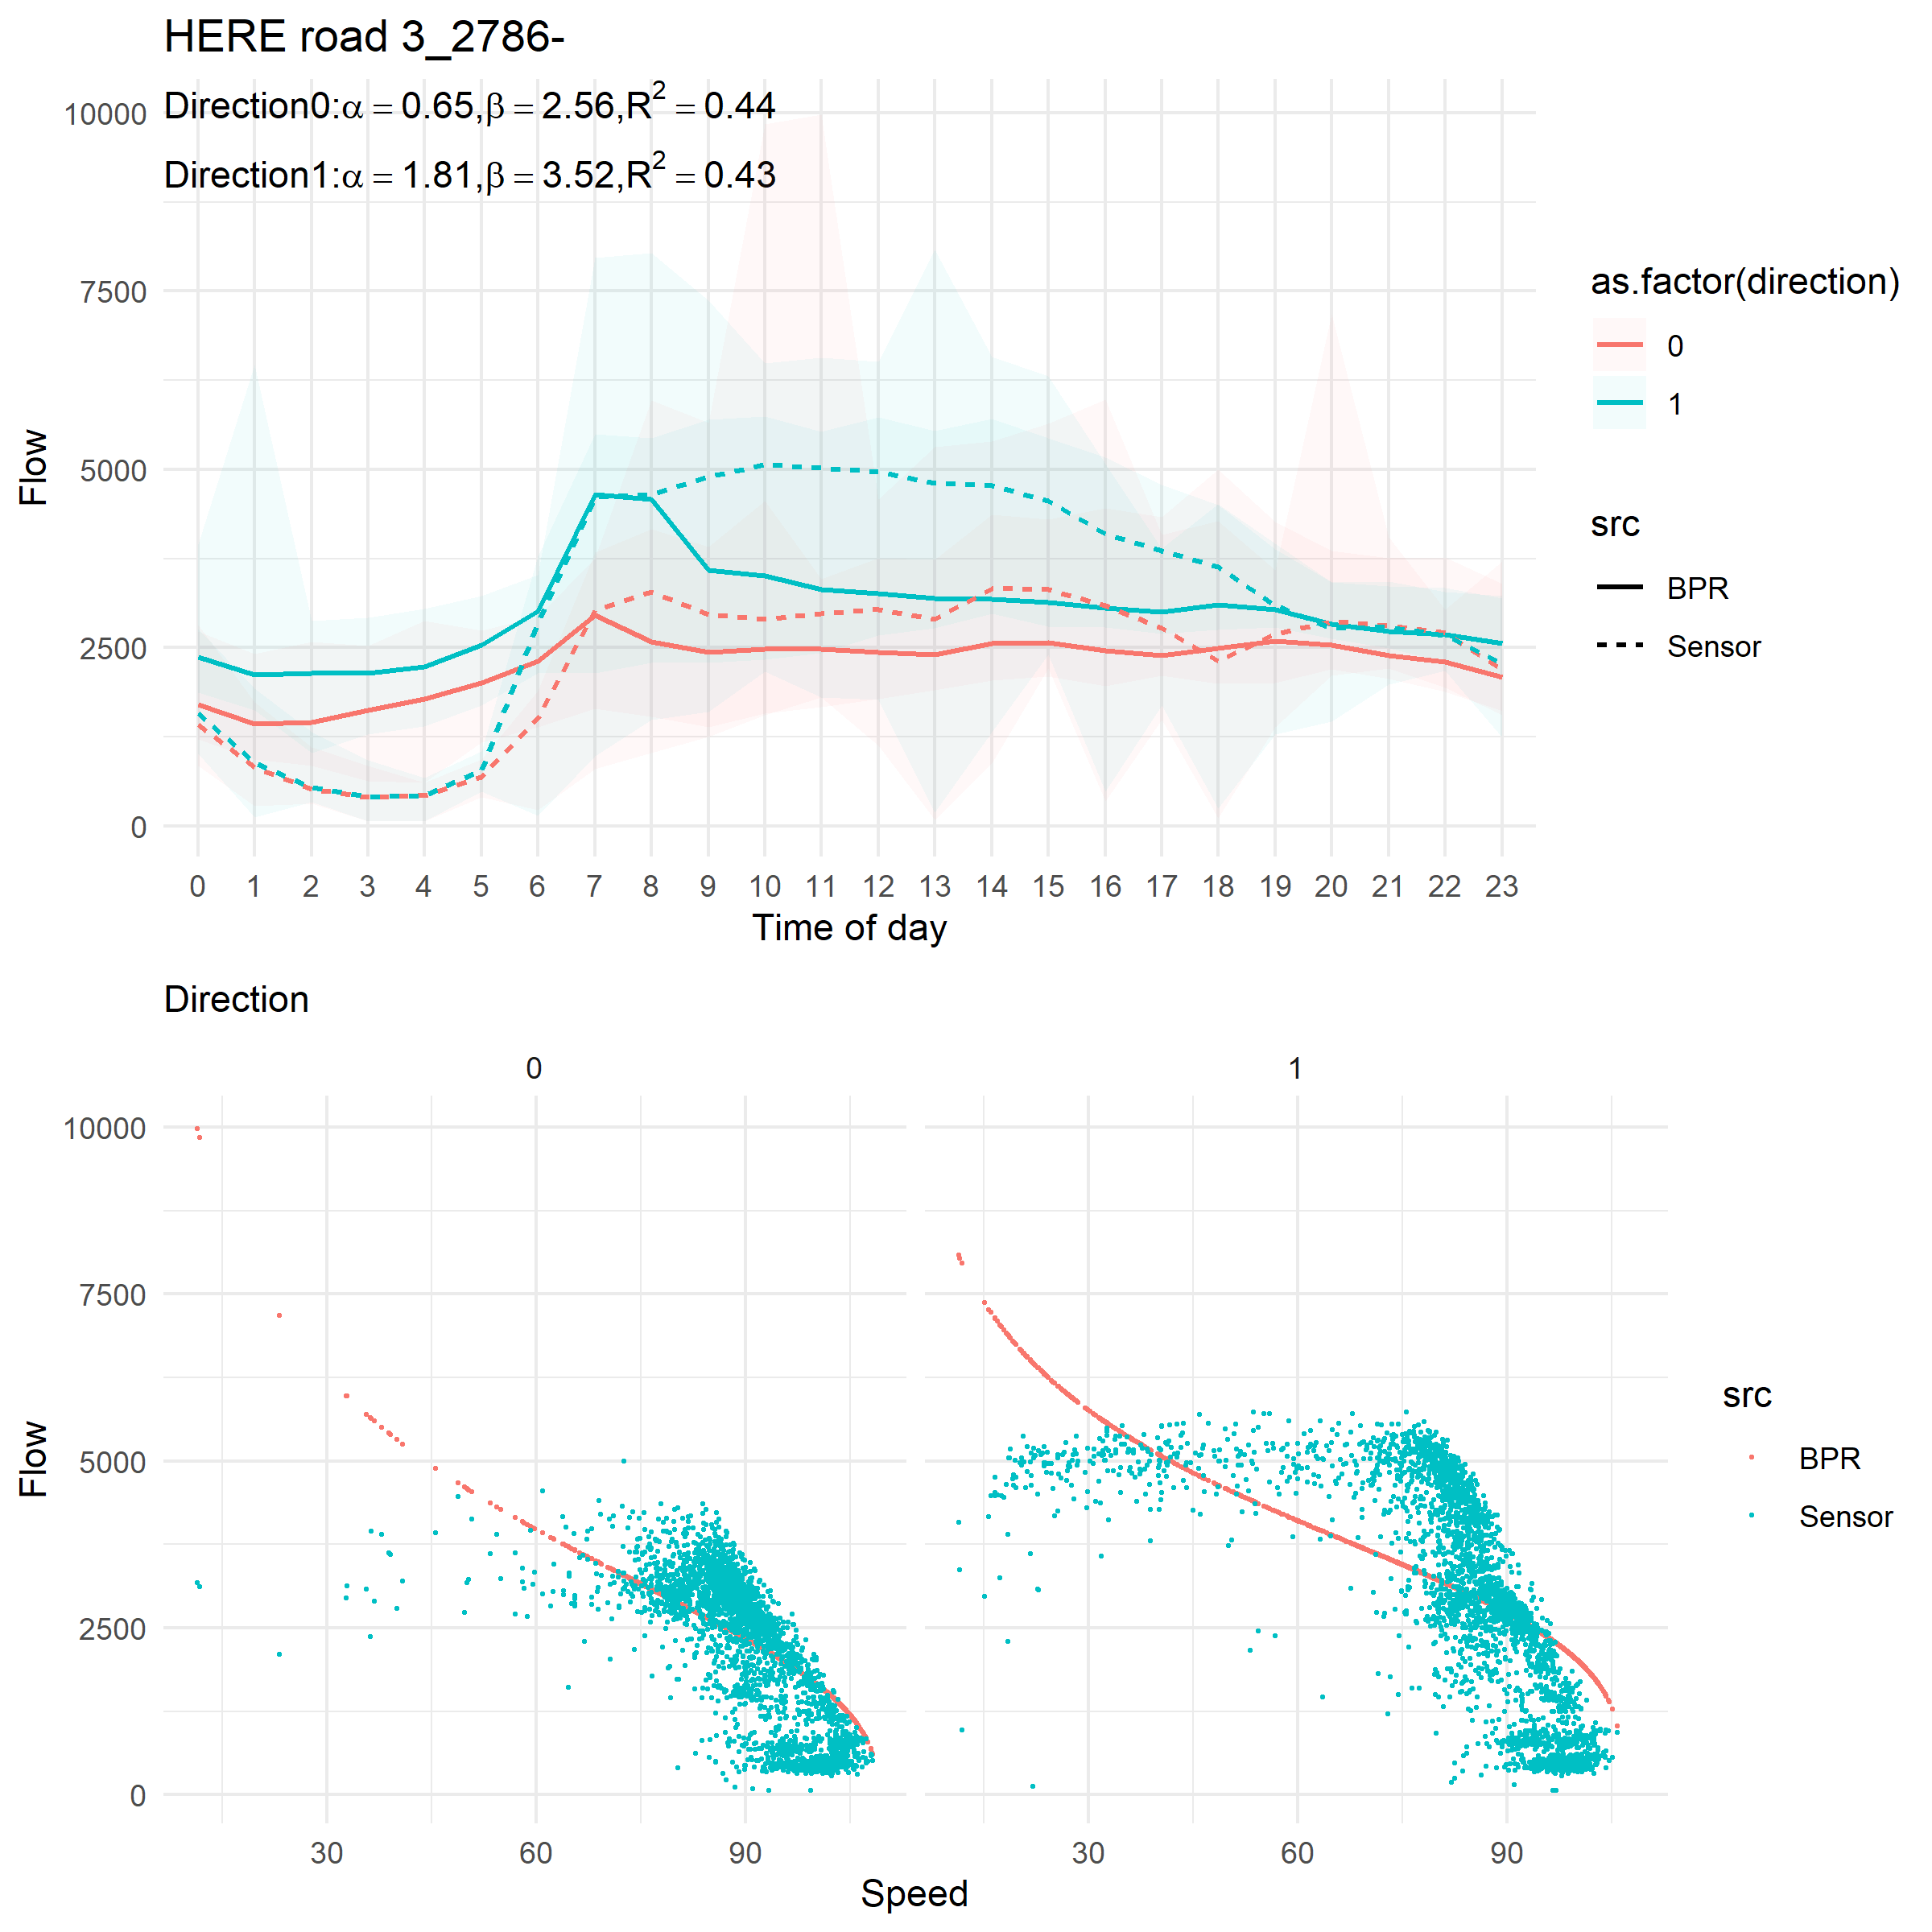 HERE road 3_2786-
Direction0:α = 0.65,β = 2.56,R² = 0.44
Direction1:α = 1.81,β = 3.52,R² = 0.43
10000
7500
5000
2500
0
Flow
0 1 2 3 4 5 6 7 8 9 10 11 12 13 14 15 16 17 18 19 20 21 22 23
Time of day
as.factor(direction)
0
1
src
BPR
Sensor
Direction
0
1
10000
7500
5000
2500
0
Flow
30 60 90
30 60 90
Speed
src
BPR
Sensor